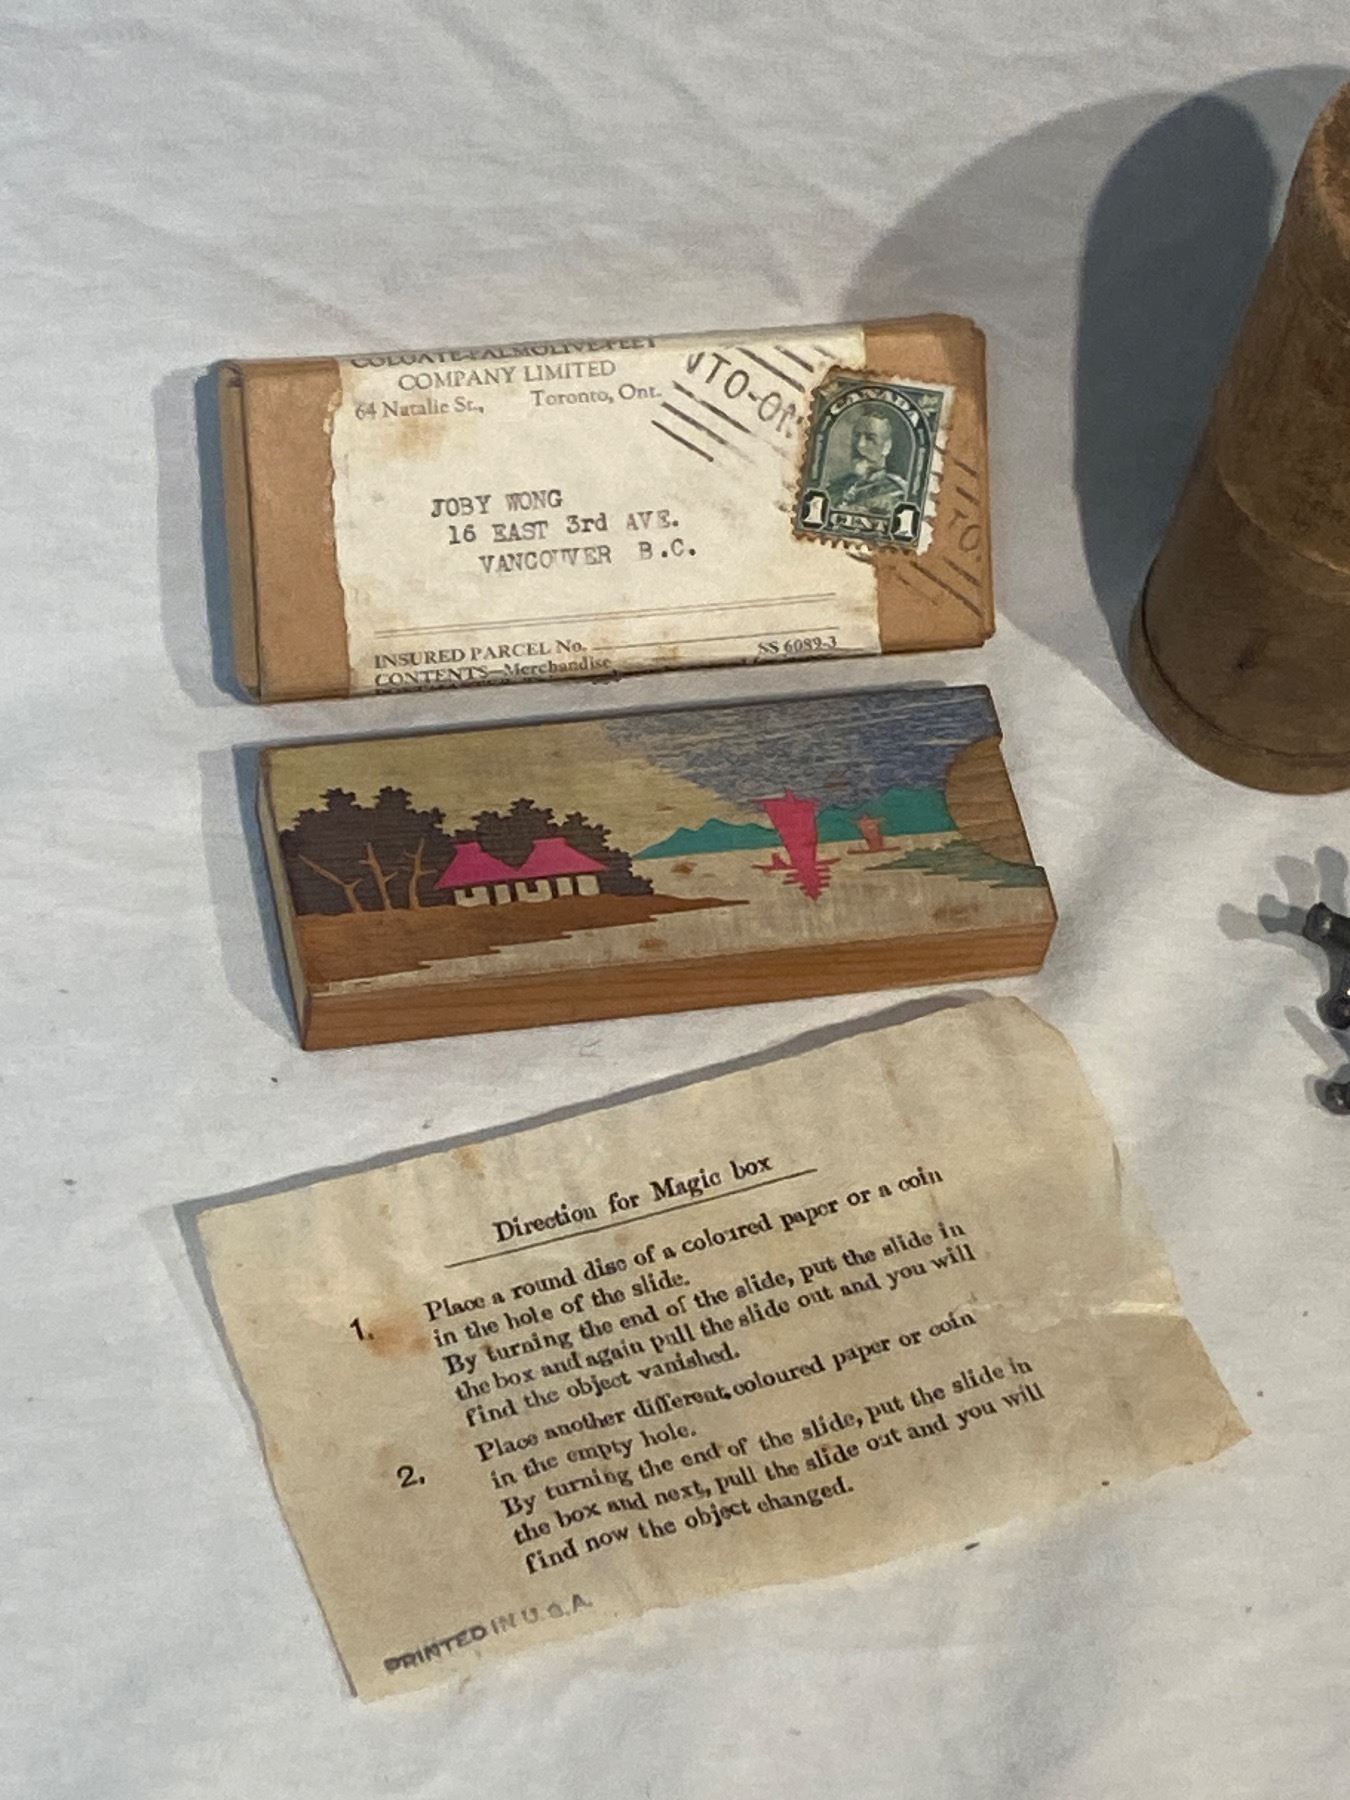 COLGATE-PALMOLIVE-PEET
COMPANY LIMITED
64 Natalie St., Toronto, Ont.
NTO-ON
CANADA
1 CENT 1
JOBY WONG
16 EAST 3rd AVE.
VANCOUVER B.C.
INSURED PARCEL No. SS 6089-3
CONTENTS—Merchandise
Direction for Magic box
1. Place a round disc of a coloured paper or a coin
in the hole of the slide.
By turning the end of the slide, put the slide in
the box and again pull the slide out and you will
find the object vanished.
2. Place another different, coloured paper or coin
in the empty hole.
By turning the end of the slide, put the slide in
the box and next, pull the slide out and you will
find now the object changed.
PRINTED IN U.S.A.